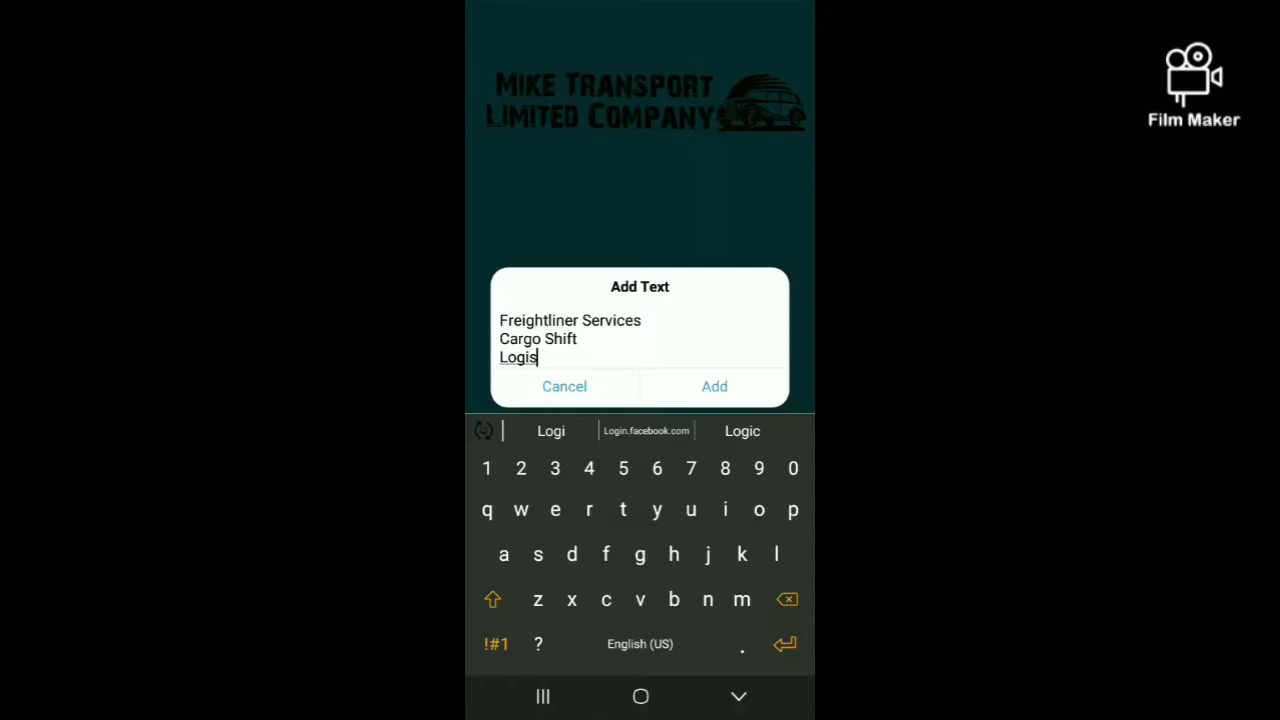 MIKE TRANSPORT
LIMITED COMPANY
Film Maker
Add Text
Freightliner Services
Cargo Shift
Logis
Cancel Add
Logi Login.facebook.com Logic
1 2 3 4 5 6 7 8 9 0
q w e r t y u i o p
a s d f g h j k l
z x c v b n m
!#1 ? English (US) .